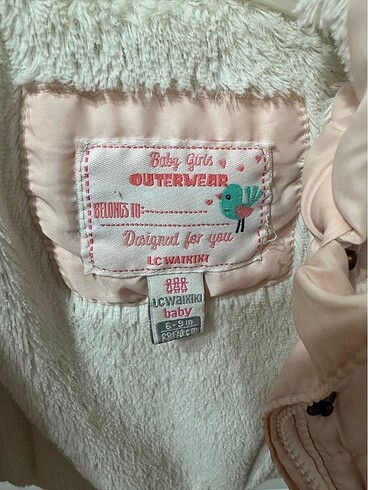 Baby Girls
OUTERWEAR
BELONGS TO:
Designed for you
LC WAIKIKI
LC WAIKIKI
baby
6-9 m